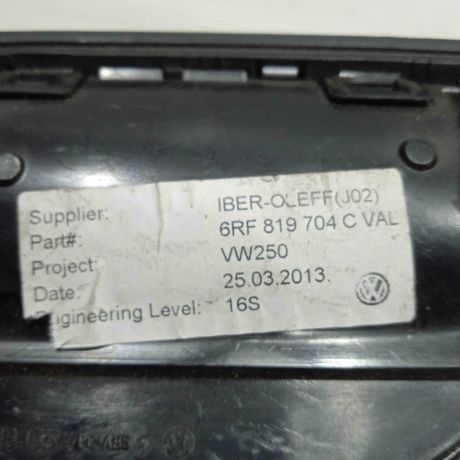 Supplier: IBER-OLEFF(J02)
Part#: 6RF 819 704 C VAL
Project: VW250
Date: 25.03.2013.
Engineering Level: 16S